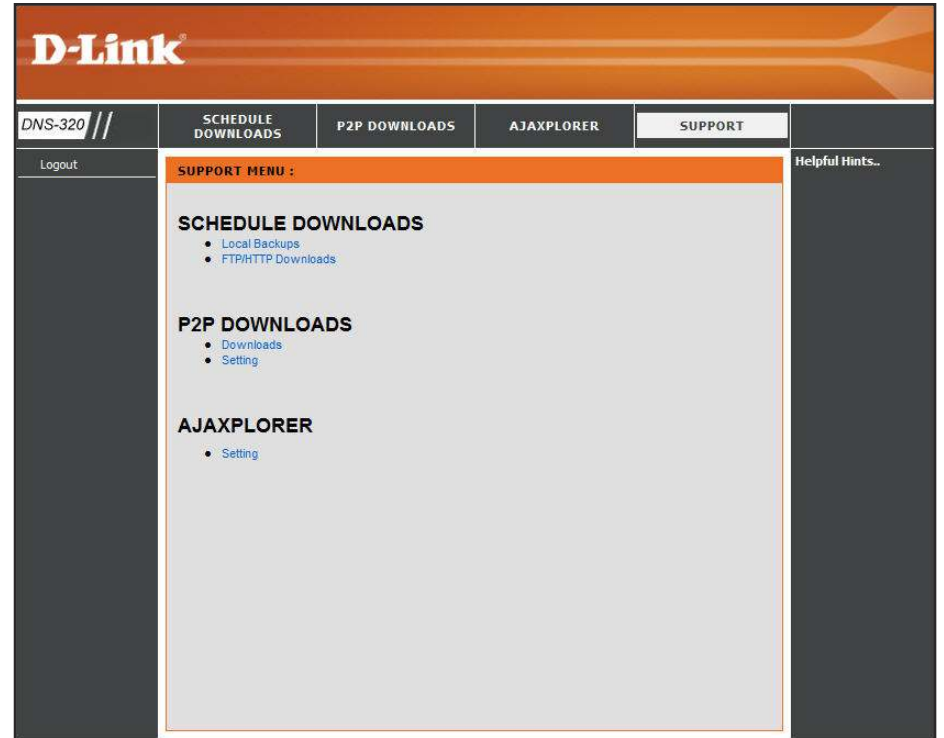 D-Link
DNS-320
SCHEDULE
DOWNLOADS
P2P DOWNLOADS
AJAXPLORER
SUPPORT
Logout
SUPPORT MENU :
Helpful Hints..
SCHEDULE DOWNLOADS
Local Backups
FTP/HTTP Downloads
P2P DOWNLOADS
Downloads
Setting
AJAXPLORER
Setting